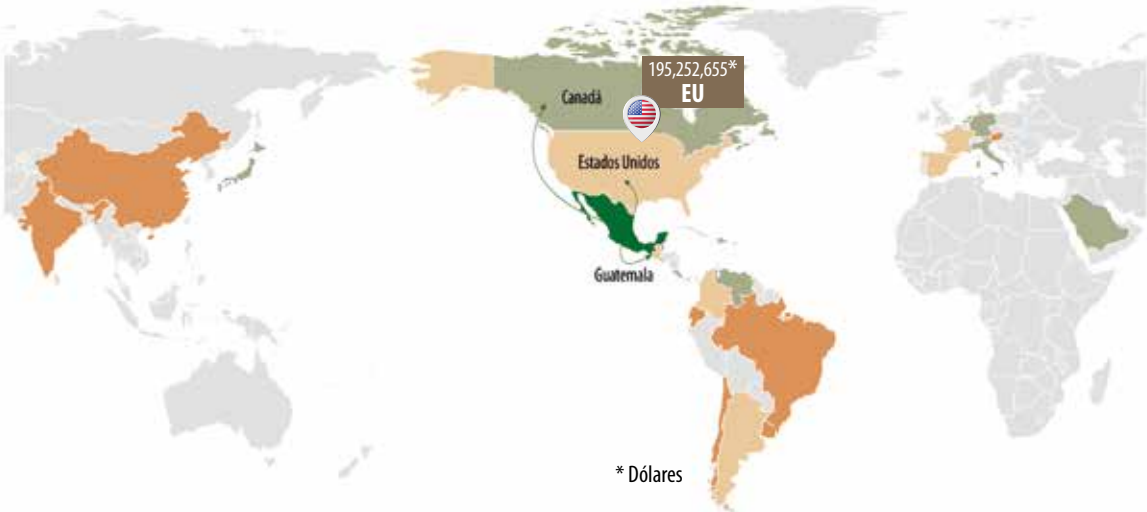 195,252,655*
EU
Canadá
Estados Unidos
Guatemala
* Dólares